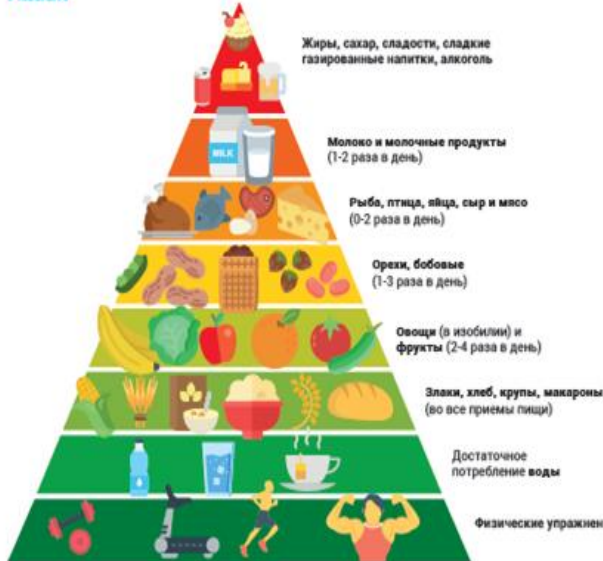 Жиры, сахар, сладости, сладкие
газированные напитки, алкоголь
MILK
Молоко и молочные продукты
(1-2 раза в день)
Рыба, птица, яйца, сыр и мясо
(0-2 раза в день)
Орехи, бобовые
(1-3 раза в день)
Овощи (в изобилии) и
фрукты (2-4 раза в день)
Злаки, хлеб, крупы, макароны
(во все приемы пищи)
Достаточное
потребление воды
Физические упражнен